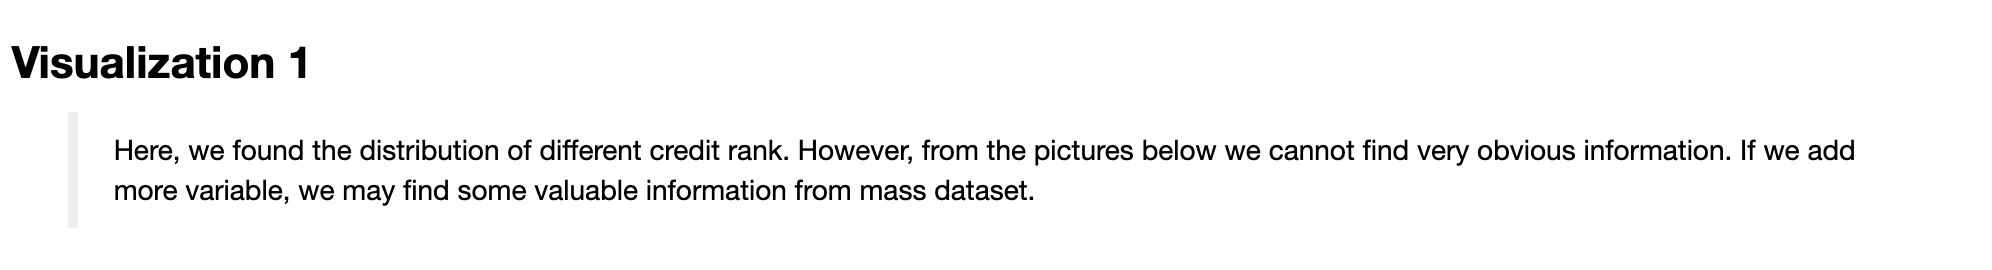 Visualization 1
Here, we found the distribution of different credit rank. However, from the pictures below we cannot find very obvious information. If we add
more variable, we may find some valuable information from mass dataset.